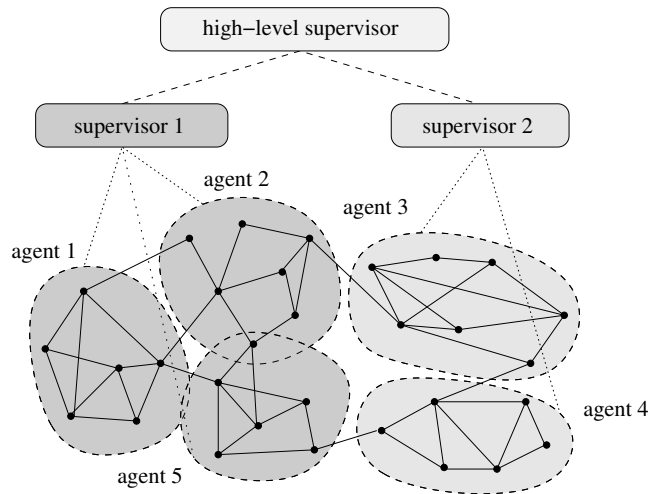 high−level supervisor
supervisor 1
supervisor 2
agent 2
agent 3
agent 1
agent 4
agent 5